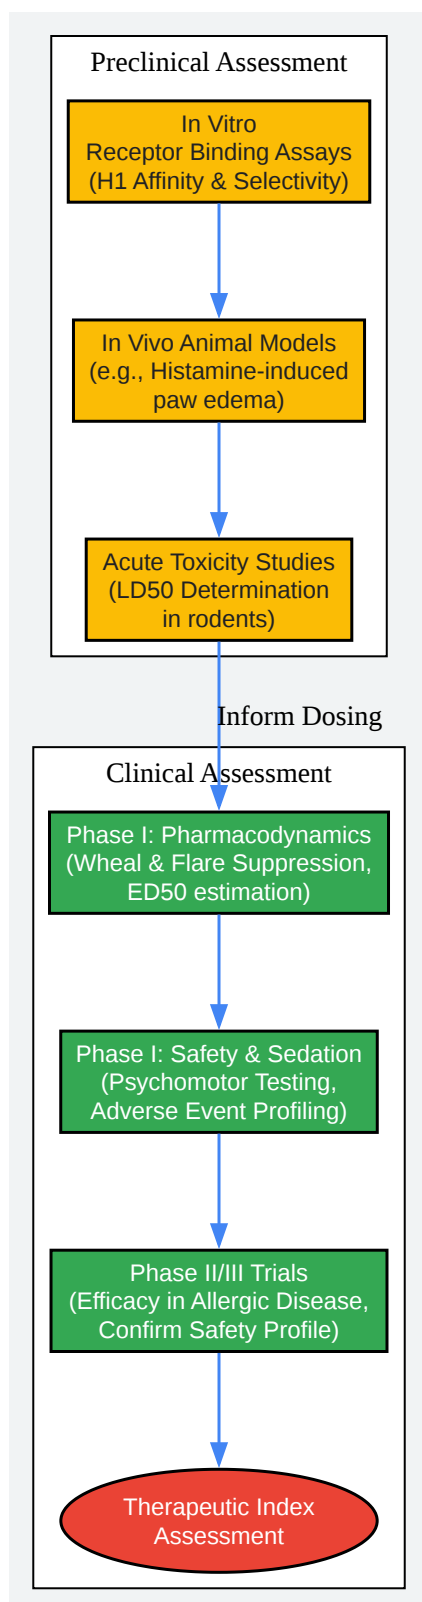 Preclinical Assessment
In Vitro
Receptor Binding Assays
(H1 Affinity & Selectivity)
In Vivo Animal Models
(e.g., Histamine-induced
paw edema)
Acute Toxicity Studies
(LD50 Determination
in rodents)
Inform Dosing
Clinical Assessment
Phase I: Pharmacodynamics
(Wheal & Flare Suppression,
ED50 estimation)
Phase I: Safety & Sedation
(Psychomotor Testing,
Adverse Event Profiling)
Phase II/III Trials
(Efficacy in Allergic Disease,
Confirm Safety Profile)
Therapeutic Index
Assessment